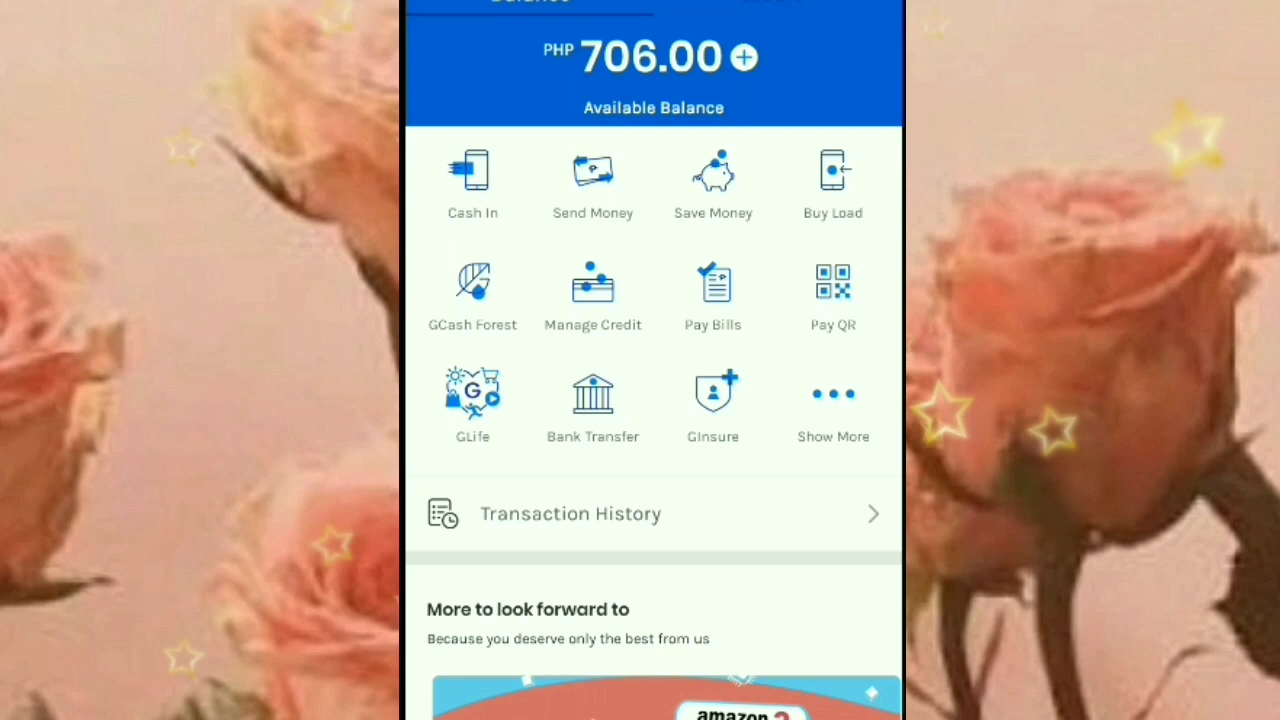 Balance
PHP 706.00
Available Balance
Cash In
Send Money
Save Money
Buy Load
GCash Forest
Manage Credit
Pay Bills
Pay QR
GLife
Bank Transfer
GInsure
Show More
Transaction History
More to look forward to
Because you deserve only the best from us
amazon